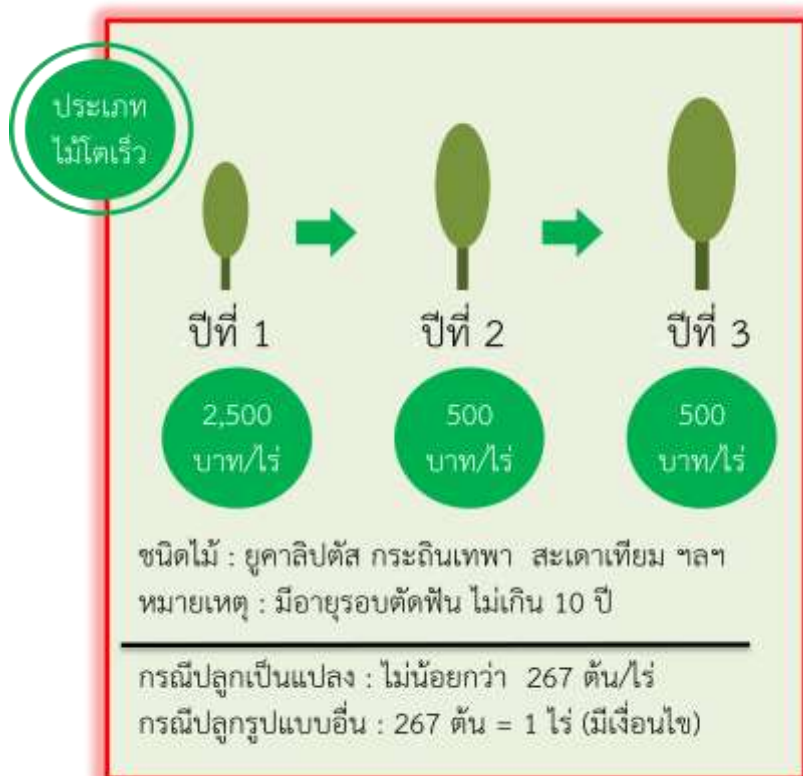 ประเภท
ไม้โตเร็ว
ปีที่ 1
ปีที่ 2
ปีที่ 3
2,500
บาท/ไร่
500
บาท/ไร่
500
บาท/ไร่
ชนิดไม้ : ยูคาลิปตัส กระถินเทพา สะเดาเทียม ฯลฯ
หมายเหตุ : มีอายุรอบตัดฟัน ไม่เกิน 10 ปี
กรณีปลูกเป็นแปลง : ไม่น้อยกว่า 267 ต้น/ไร่
กรณีปลูกรูปแบบอื่น : 267 ต้น = 1 ไร่ (มีเงื่อนไข)